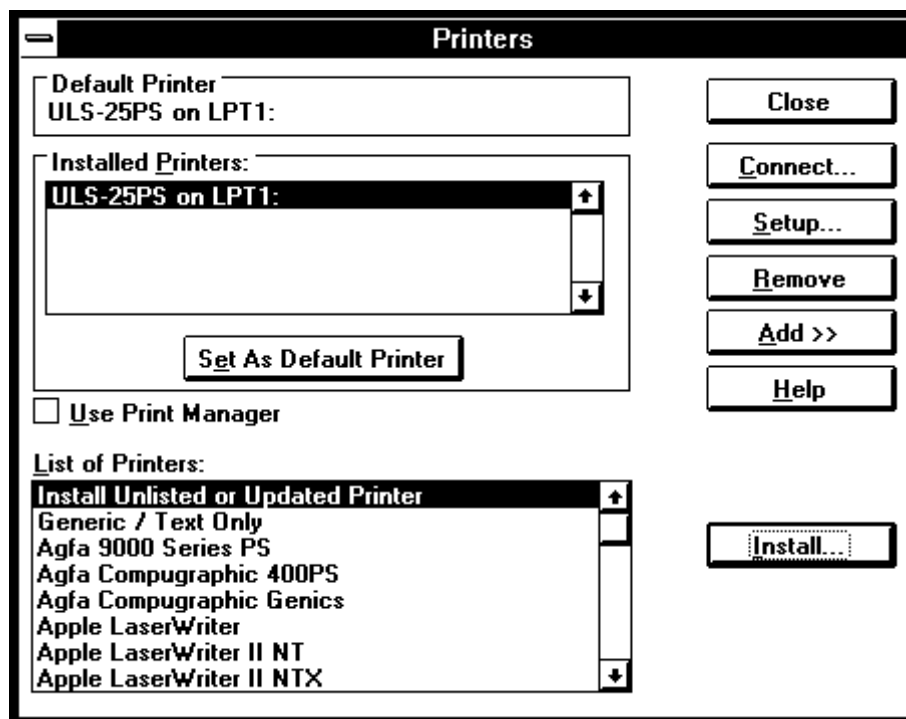 Printers
Default Printer
ULS-25PS on LPT1:
Close
Installed Printers:
Connect...
ULS-25PS on LPT1:
Setup...
Remove
Add >>
Set As Default Printer
Help
Use Print Manager
List of Printers:
Install Unlisted or Updated Printer
Generic / Text Only
Install...
Agfa 9000 Series PS
Agfa Compugraphic 400PS
Agfa Compugraphic Genics
Apple LaserWriter
Apple LaserWriter II NT
Apple LaserWriter II NTX